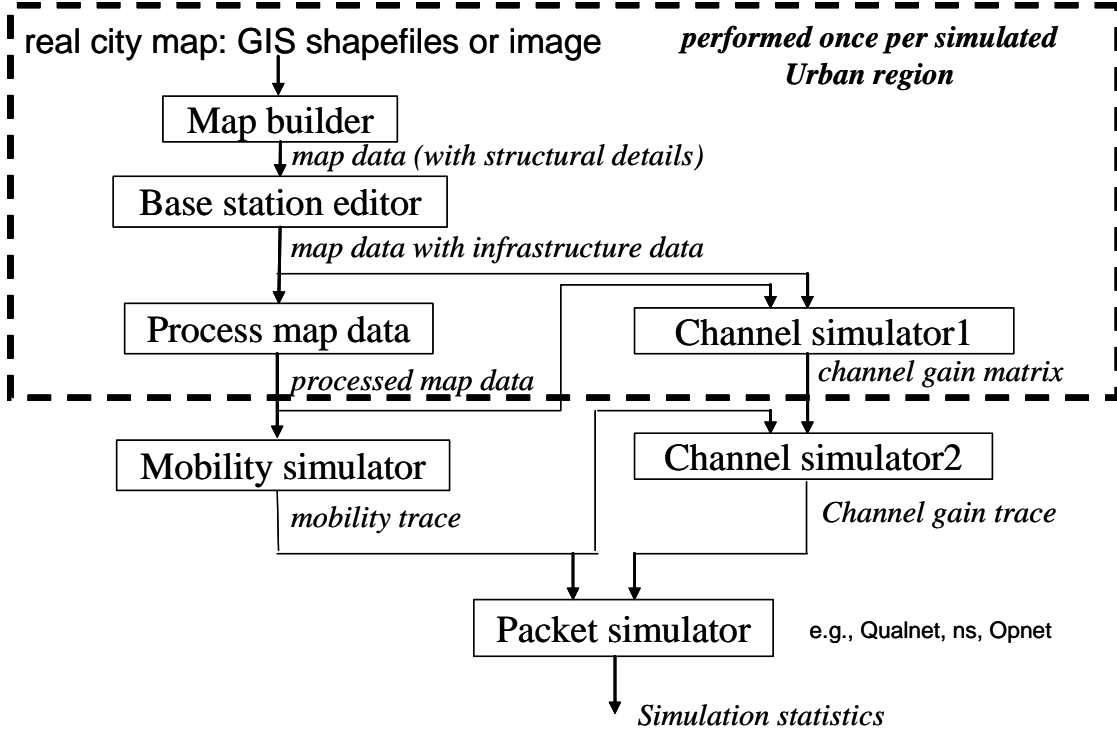 real city map: GIS shapefiles or image
performed once per simulated
Urban region
Map builder
map data (with structural details)
Base station editor
map data with infrastructure data
Process map data
Channel simulator1
processed map data
channel gain matrix
Mobility simulator
Channel simulator2
mobility trace
Channel gain trace
Packet simulator
e.g., Qualnet, ns, Opnet
Simulation statistics